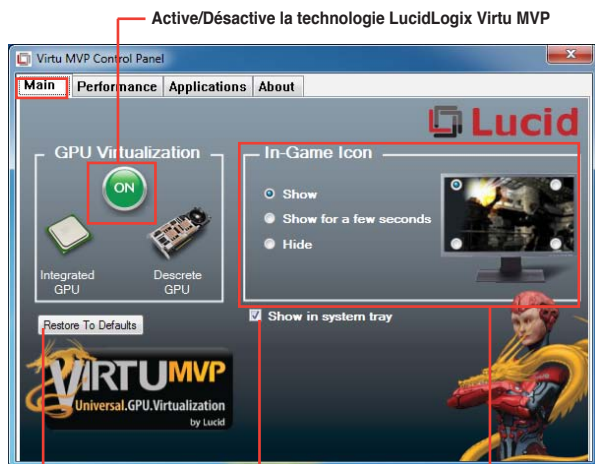 Active/Désactive la technologie LucidLogix Virtu MVP
Virtu MVP Control Panel
Main Performance Applications About
Lucid
GPU Virtualization
In-Game Icon
ON
Show
Show for a few seconds
Hide
Integrated
GPU
Descrete
GPU
Restore To Defaults
Show in system tray
VIRTU MVP
Universal.GPU.Virtualization
by Lucid